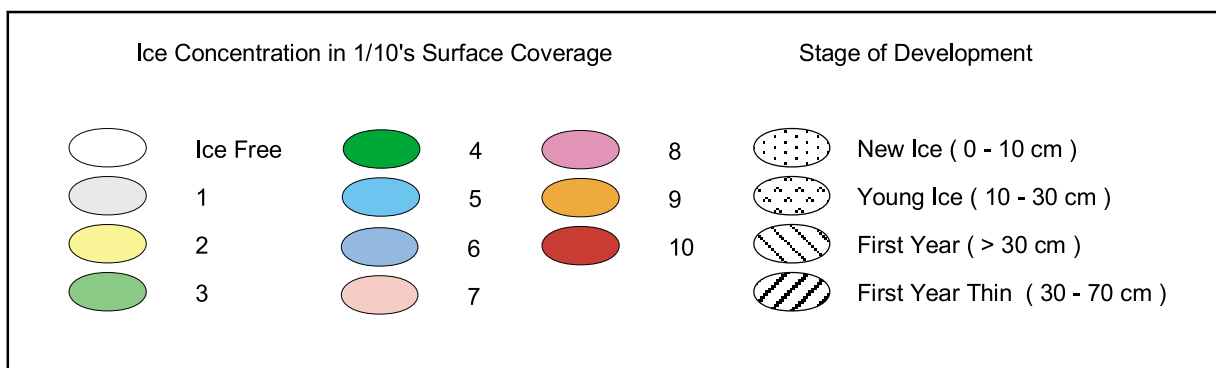 Ice Concentration in 1/10's Surface Coverage
Stage of Development
Ice Free
1
2
3
4
5
6
7
8
9
10
New Ice ( 0 - 10 cm )
Young Ice ( 10 - 30 cm )
First Year ( > 30 cm )
First Year Thin ( 30 - 70 cm )